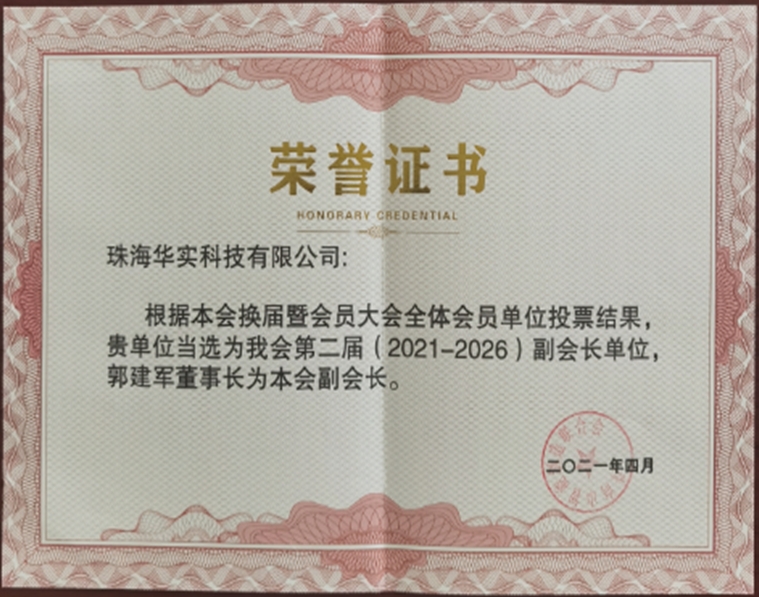 荣誉证书
HONORARY CREDENTIAL
珠海华实科技有限公司:
根据本会换届暨会员大会全体会员单位投票结果，
贵单位当选为我会第二届（2021-2026）副会长单位，
郭建军董事长为本会副会长。
二〇二一年四月